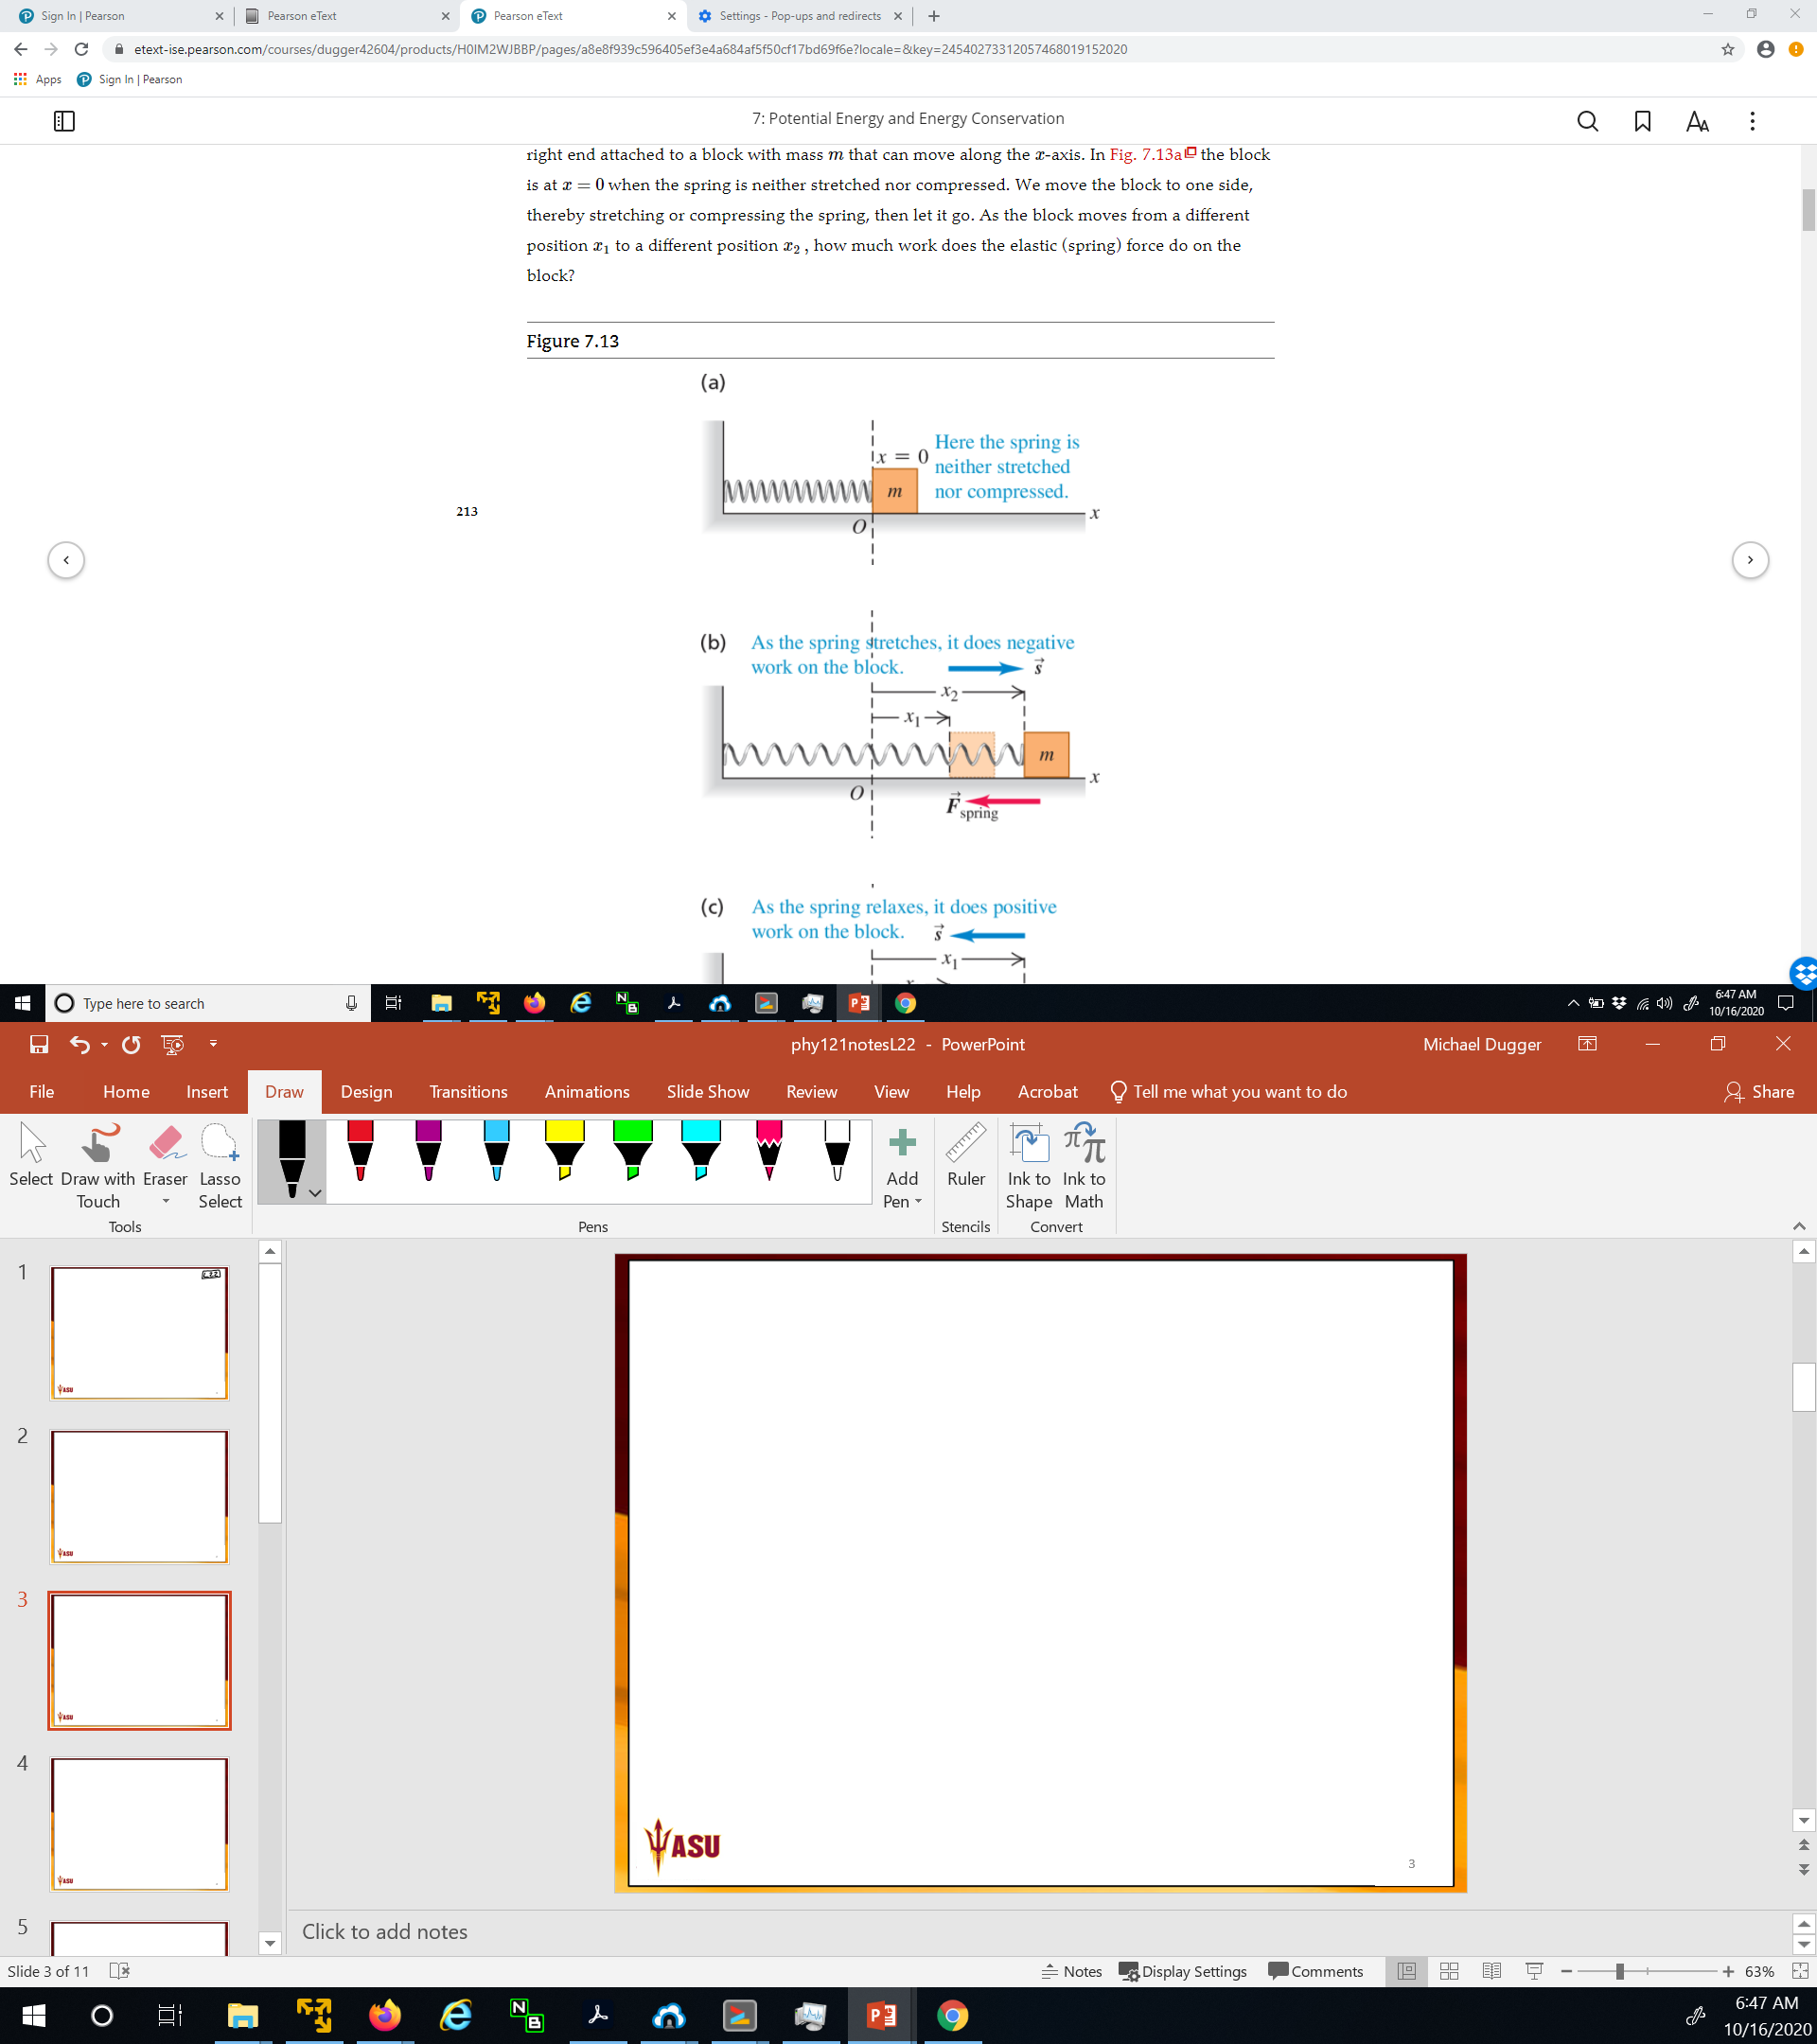 Sign In | Pearson
Pearson eText
Pearson eText
Settings - Pop-ups and redirects
etext-ise.pearson.com/courses/dugger42604/products/H0IM2WJBBP/pages/a8e8f939c596405ef3e4a684af5f50cf17bd69f6e?locale=&key=24540273312057468019152020
Apps Sign In | Pearson
7: Potential Energy and Energy Conservation
right end attached to a block with mass m that can move along the x-axis. In Fig. 7.13a the block
is at x = 0 when the spring is neither stretched nor compressed. We move the block to one side,
thereby stretching or compressing the spring, then let it go. As the block moves from a different
position x₁ to a different position x₂ , how much work does the elastic (spring) force do on the
block?
Figure 7.13
(a)
x = 0
Here the spring is
neither stretched
nor compressed.
m
213
x
O
(b) As the spring stretches, it does negative
work on the block. s⃗
x₂
x₁
m
x
O
F⃗ spring
(c) As the spring relaxes, it does positive
work on the block. s⃗
x₁
Type here to search
6:47 AM
10/16/2020
phy121notesL22 - PowerPoint
Michael Dugger
File Home Insert Draw Design Transitions Animations Slide Show Review View Help Acrobat Tell me what you want to do Share
Select
Draw with Touch
Eraser
Lasso Select
Add Pen
Ruler
Ink to Shape
Ink to Math
Tools Pens Stencils Convert
1
ASU
2
ASU
3
ASU
4
ASU
5
ASU
3
Click to add notes
Slide 3 of 11 Notes Display Settings Comments 63%
6:47 AM
10/16/2020